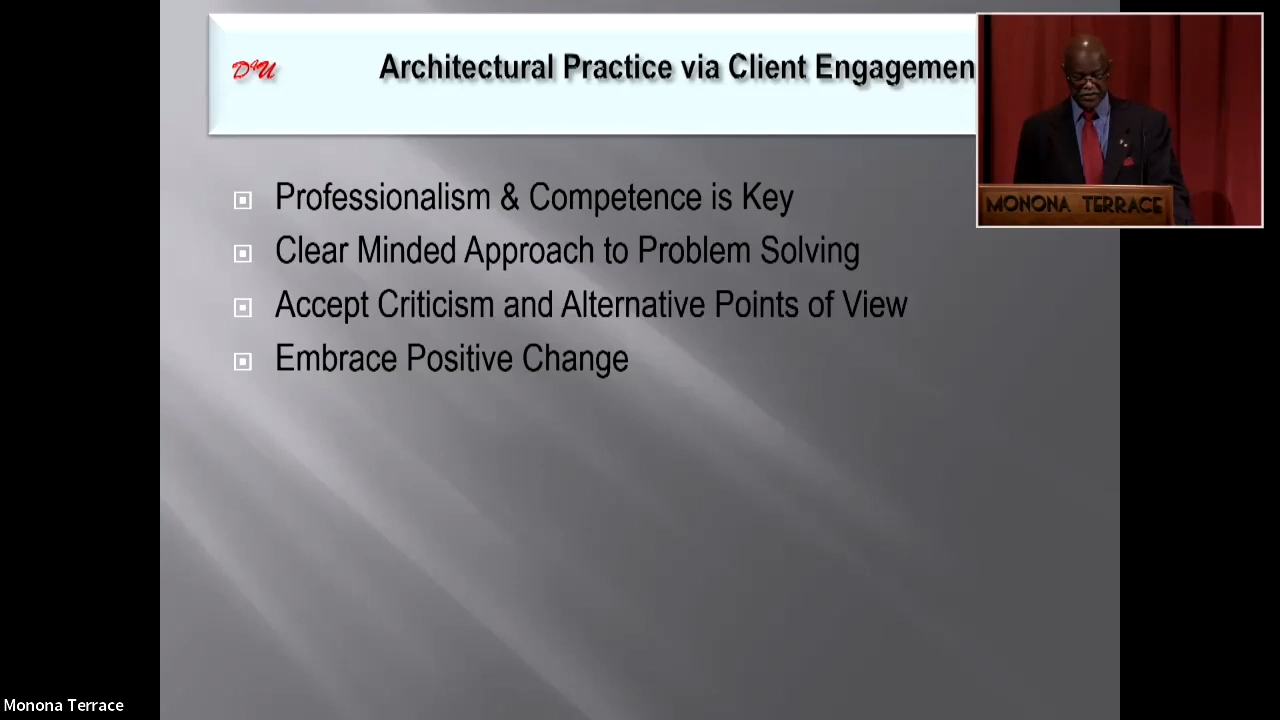 D4U
Architectural Practice via Client Engagemen
Professionalism & Competence is Key
Clear Minded Approach to Problem Solving
Accept Criticism and Alternative Points of View
Embrace Positive Change
MONONA TERRACE
Monona Terrace